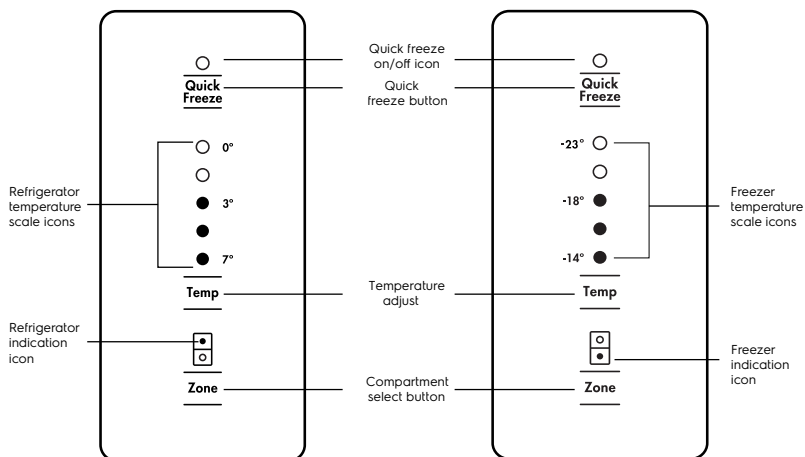 Quick freeze
on/off icon
Quick
Freeze
Quick
freeze button
Quick
Freeze
0°
3°
7°
Refrigerator
temperature
scale icons
-23°
-18°
-14°
Freezer
temperature
scale icons
Temp
Temperature
adjust
Temp
Refrigerator
indication
icon
Freezer
indication
icon
Zone
Compartment
select button
Zone